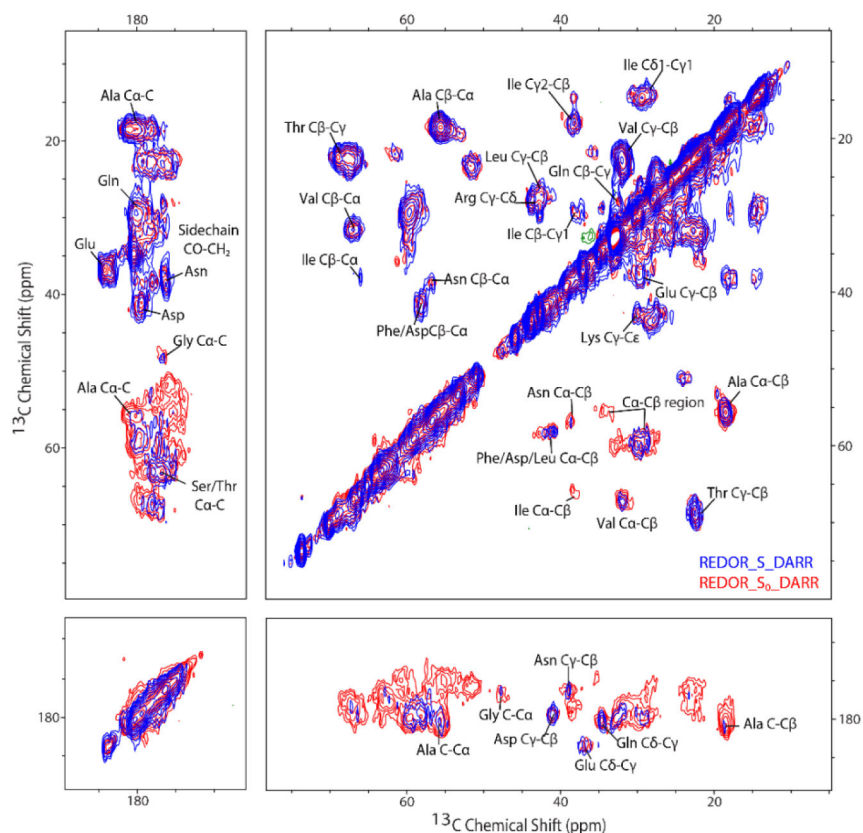 180
60
40
20
Ala Cα-C
20
Gln
Sidechain
CO-CH₂
Glu
Asn
40
Asp
Gly Cα-C
Ala Cα-C
60
Ser/Thr
Cα-C
Ile Cδ1-Cγ1
Ile Cγ2-Cβ
Ala Cβ-Cα
Val Cγ-Cβ
20
Thr Cβ-Cγ
Leu Cγ-Cβ
Gln Cβ-Cγ
Arg Cγ-Cδ
Val Cβ-Cα
Ile Cβ-Cγ1
Ile Cβ-Cα
Asn Cβ-Cα
Glu Cγ-Cβ
40
Phe/AspCβ-Cα
Lys Cγ-Cε
Asn Cα-Cβ
Cα-Cβ region
Ala Cα-Cβ
60
Phe/Asp/Leu Cα-Cβ
Ile Cα-Cβ
Val Cα-Cβ
Thr Cγ-Cβ
REDOR_S_DARR
REDOR_S₀_DARR
¹³C Chemical Shift (ppm)
180
180
Asn Cγ-Cβ
Gly C-Cα
Ala C-Cα
Asp Cγ-Cβ
Gln Cδ-Cγ
Glu Cδ-Cγ
Ala C-Cβ
180
60
40
20
¹³C Chemical Shift (ppm)